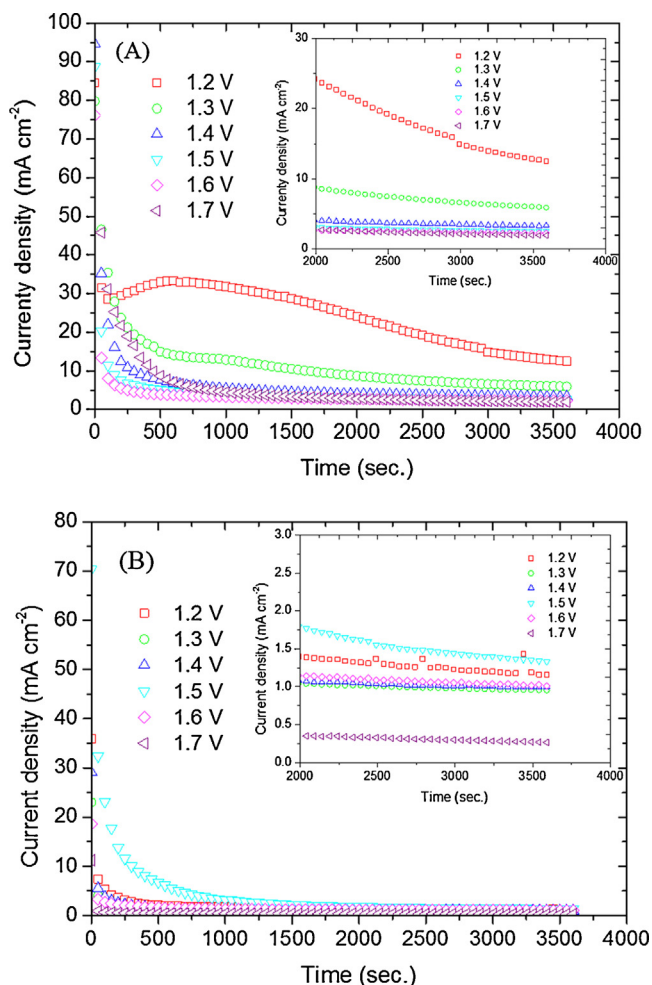 (A)
100
90
80
70
60
50
40
30
20
10
0
Currenty density (mA cm⁻²)
1.2 V
1.3 V
1.4 V
1.5 V
1.6 V
1.7 V
0 500 1000 1500 2000 2500 3000 3500 4000
Time (sec.)
30
20
10
0
Currenty density (mA cm⁻²)
1.2 V
1.3 V
1.4 V
1.5 V
1.6 V
1.7 V
2000 2500 3000 3500 4000
Time (sec.)
(B)
80
70
60
50
40
30
20
10
0
Current density (mA cm⁻²)
1.2 V
1.3 V
1.4 V
1.5 V
1.6 V
1.7 V
0 500 1000 1500 2000 2500 3000 3500 4000
Time (sec.)
3.0
2.5
2.0
1.5
1.0
0.5
0.0
Current density (mA cm⁻²)
1.2 V
1.3 V
1.4 V
1.5 V
1.6 V
1.7 V
2000 2500 3000 3500 4000
Time (sec.)